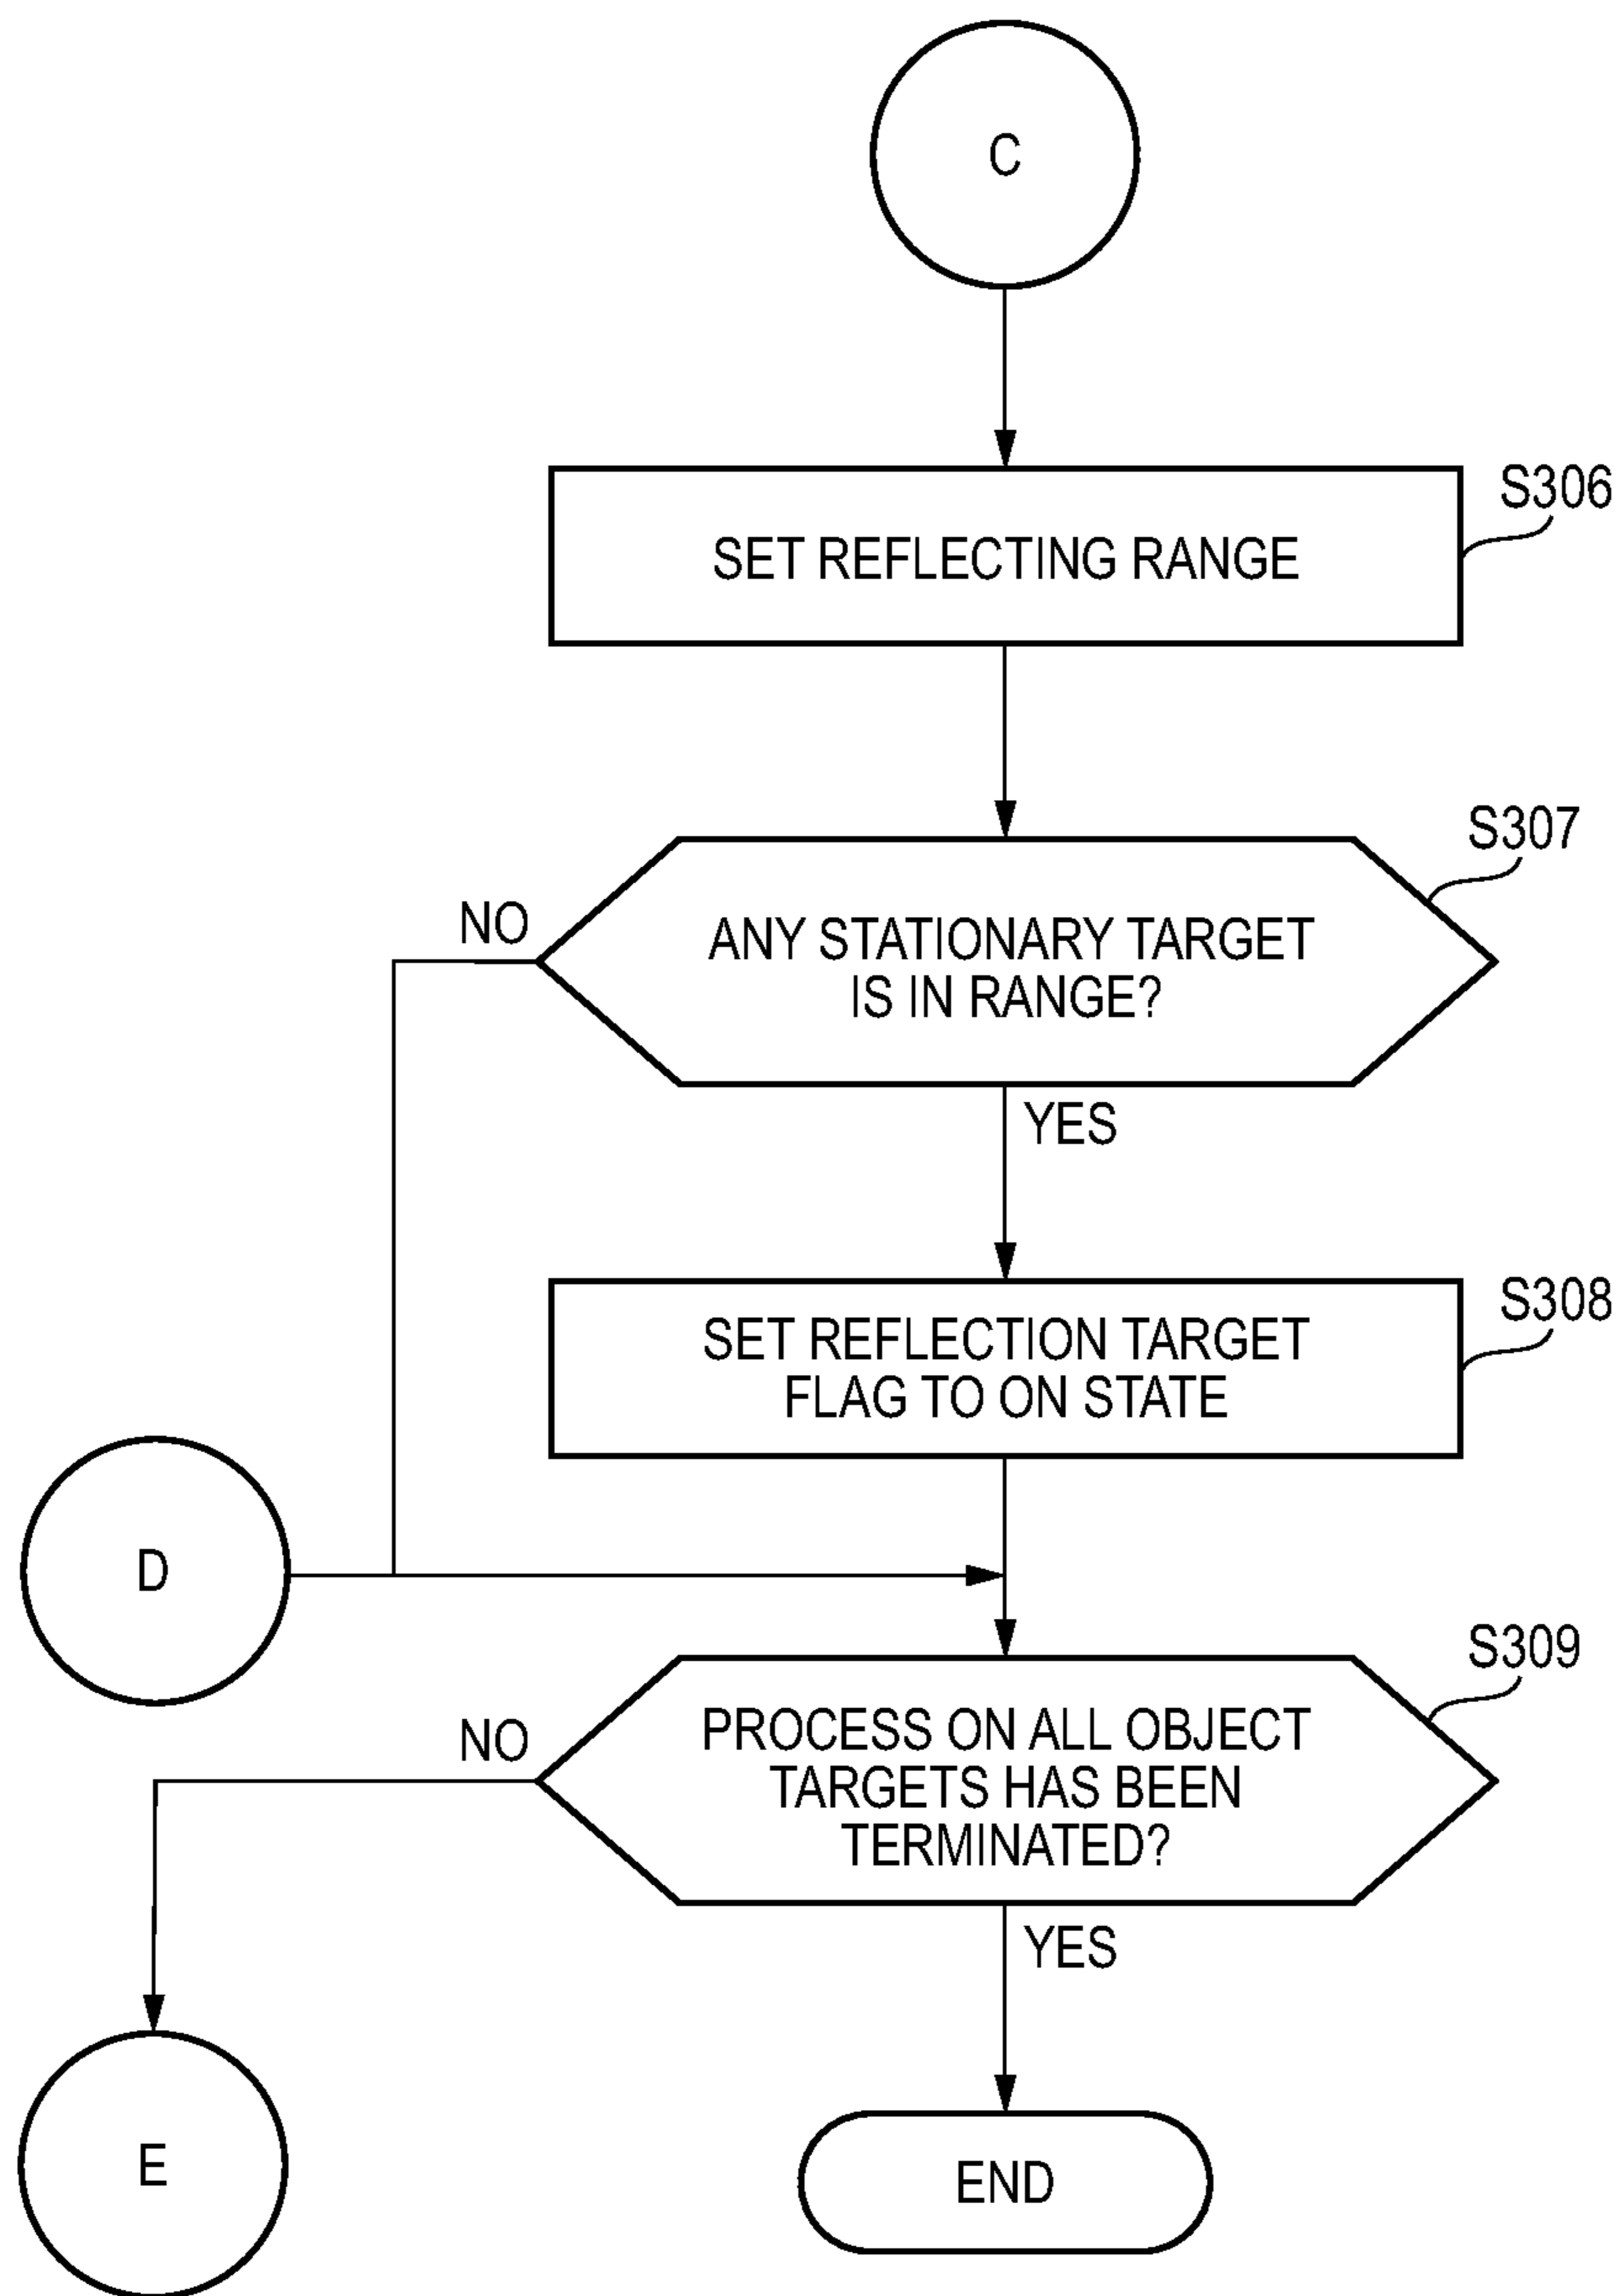 C
S306
SET REFLECTING RANGE
S307
NO
ANY STATIONARY TARGET
IS IN RANGE?
YES
S308
SET REFLECTION TARGET
FLAG TO ON STATE
D
S309
NO
PROCESS ON ALL OBJECT
TARGETS HAS BEEN
TERMINATED?
YES
E
END